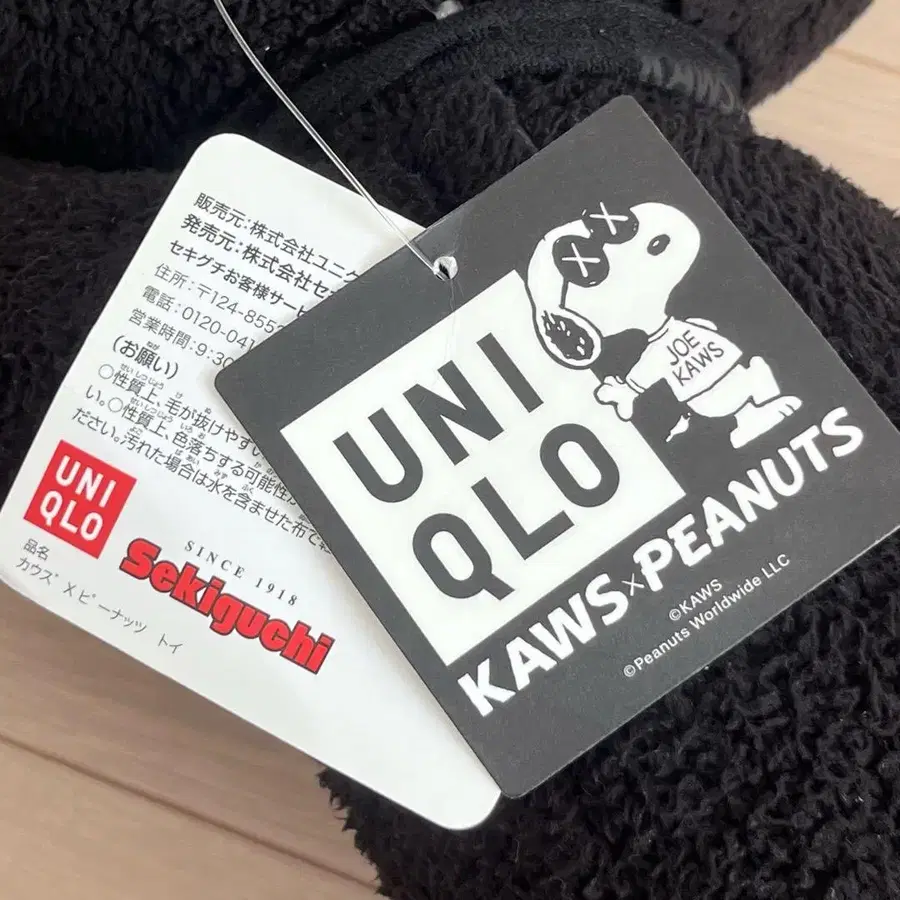 販売元:株式会社ユニク
発売元:株式会社セ
セキグチお客様サービ
住所:〒124-855
電話:0120-041
営業時間:9:30
(お願い)
○性質上、毛が抜けやすい
い。○性質上、色落ちする可能性が
ださい。汚れた場合は水を含ませた布で
UNI
QLO
SINCE 1918
Sekiguchi
品名
カウズ X ピーナッツ トイ
UNI
QLO
JOE
KAWS
KAWS×PEANUTS
©KAWS
©Peanuts Worldwide LLC